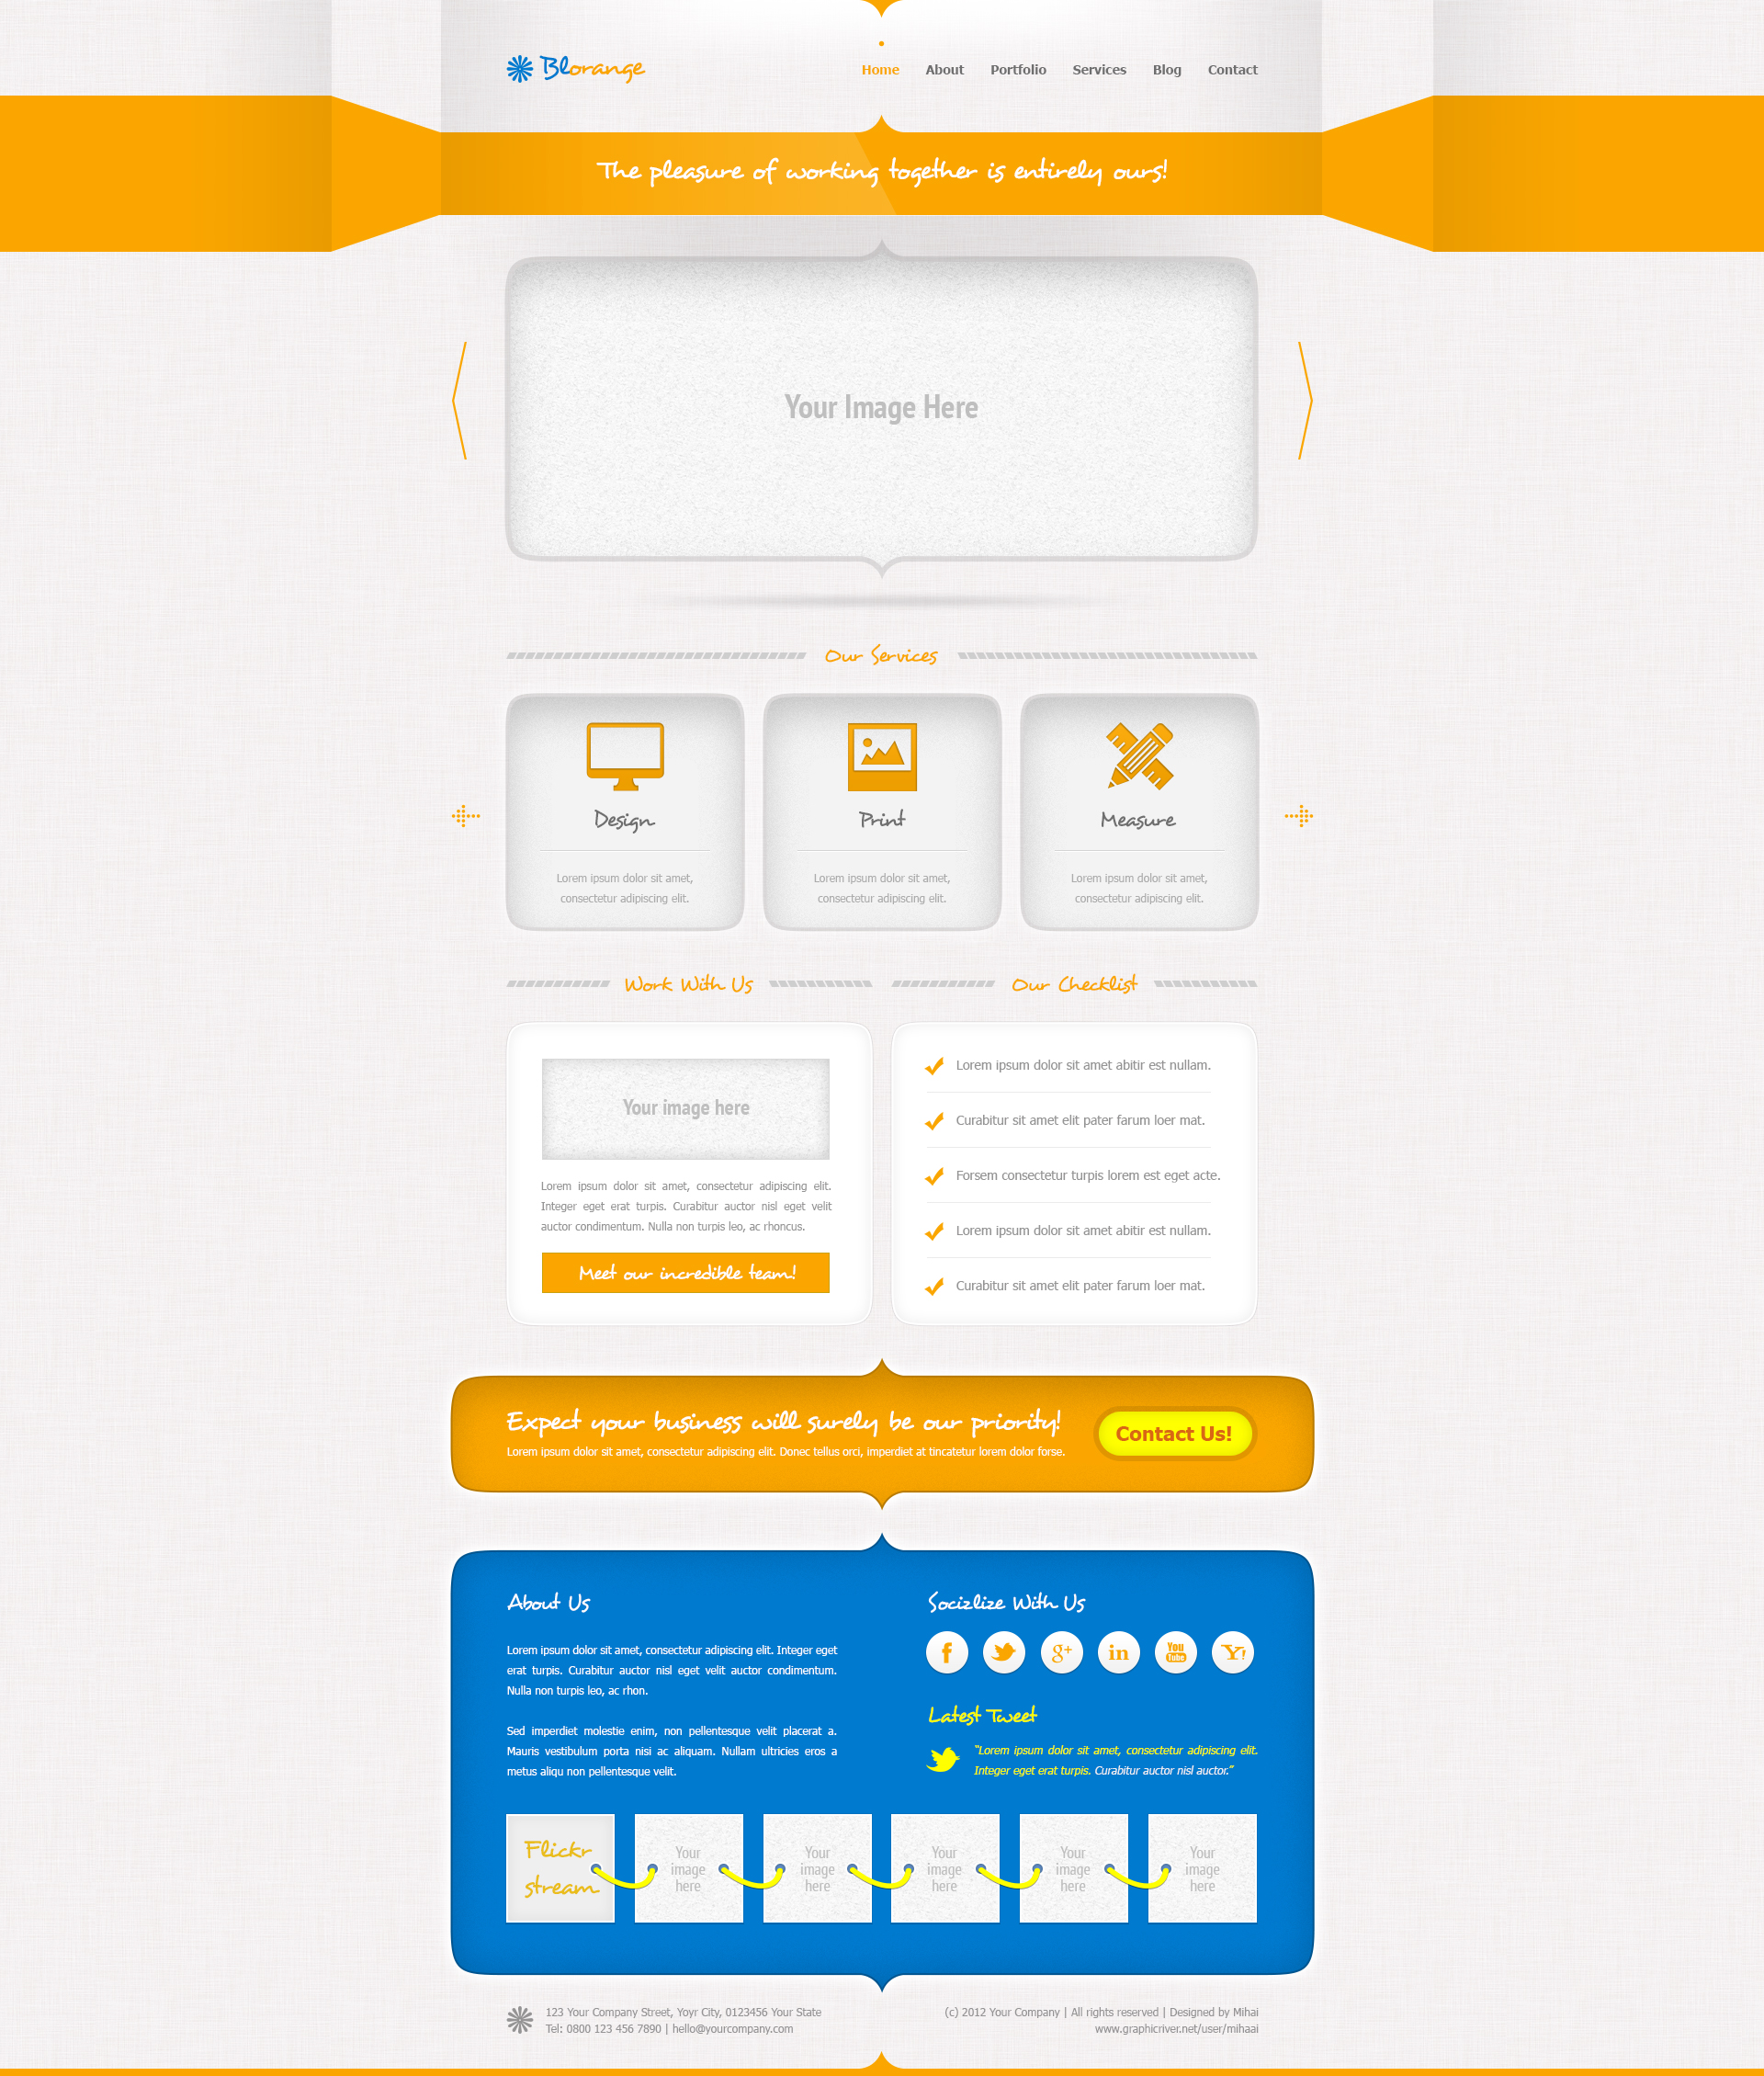 Blorange
Home About Portfolio Services Blog Contact
The pleasure of working together is entirely ours!
Your Image Here
Our Services
Design
Lorem ipsum dolor sit amet,
consectetur adipiscing elit.
Print
Lorem ipsum dolor sit amet,
consectetur adipiscing elit.
Measure
Lorem ipsum dolor sit amet,
consectetur adipiscing elit.
Work With Us
Your image here
Lorem ipsum dolor sit amet, consectetur adipiscing elit.
Integer eget erat turpis. Curabitur auctor nisl eget velit
auctor condimentum. Nulla non turpis leo, ac rhoncus.
Meet our incredible team!
Our Checklist
Lorem ipsum dolor sit amet abitir est nullam.
Curabitur sit amet elit pater farum loer mat.
Forsem consectetur turpis lorem est eget acte.
Lorem ipsum dolor sit amet abitir est nullam.
Curabitur sit amet elit pater farum loer mat.
Expect your business will surely be our priority!
Lorem ipsum dolor sit amet, consectetur adipiscing elit. Donec tellus orci, imperdiet at tincatetur lorem dolor forse.
Contact Us!
About Us
Lorem ipsum dolor sit amet, consectetur adipiscing elit. Integer eget
erat turpis. Curabitur auctor nisl eget velit auctor condimentum.
Nulla non turpis leo, ac rhon.
Sed imperdiet molestie enim, non pellentesque velit placerat a.
Mauris vestibulum porta nisi ac aliquam. Nullam ultricies eros a
metus aliqu non pellentesque velit.
Socizlize With Us
f g+ in You Tube Y!
Latest Tweet
"Lorem ipsum dolor sit amet, consectetur adipiscing elit.
Integer eget erat turpis. Curabitur auctor nisl auctor."
Flickr
stream
Your
image
here
Your
image
here
Your
image
here
Your
image
here
Your
image
here
123 Your Company Street, Yoyr City, 0123456 Your State
Tel: 0800 123 456 7890 | hello@yourcompany.com
(c) 2012 Your Company | All rights reserved | Designed by Mihai
www.graphicriver.net/user/mihaai